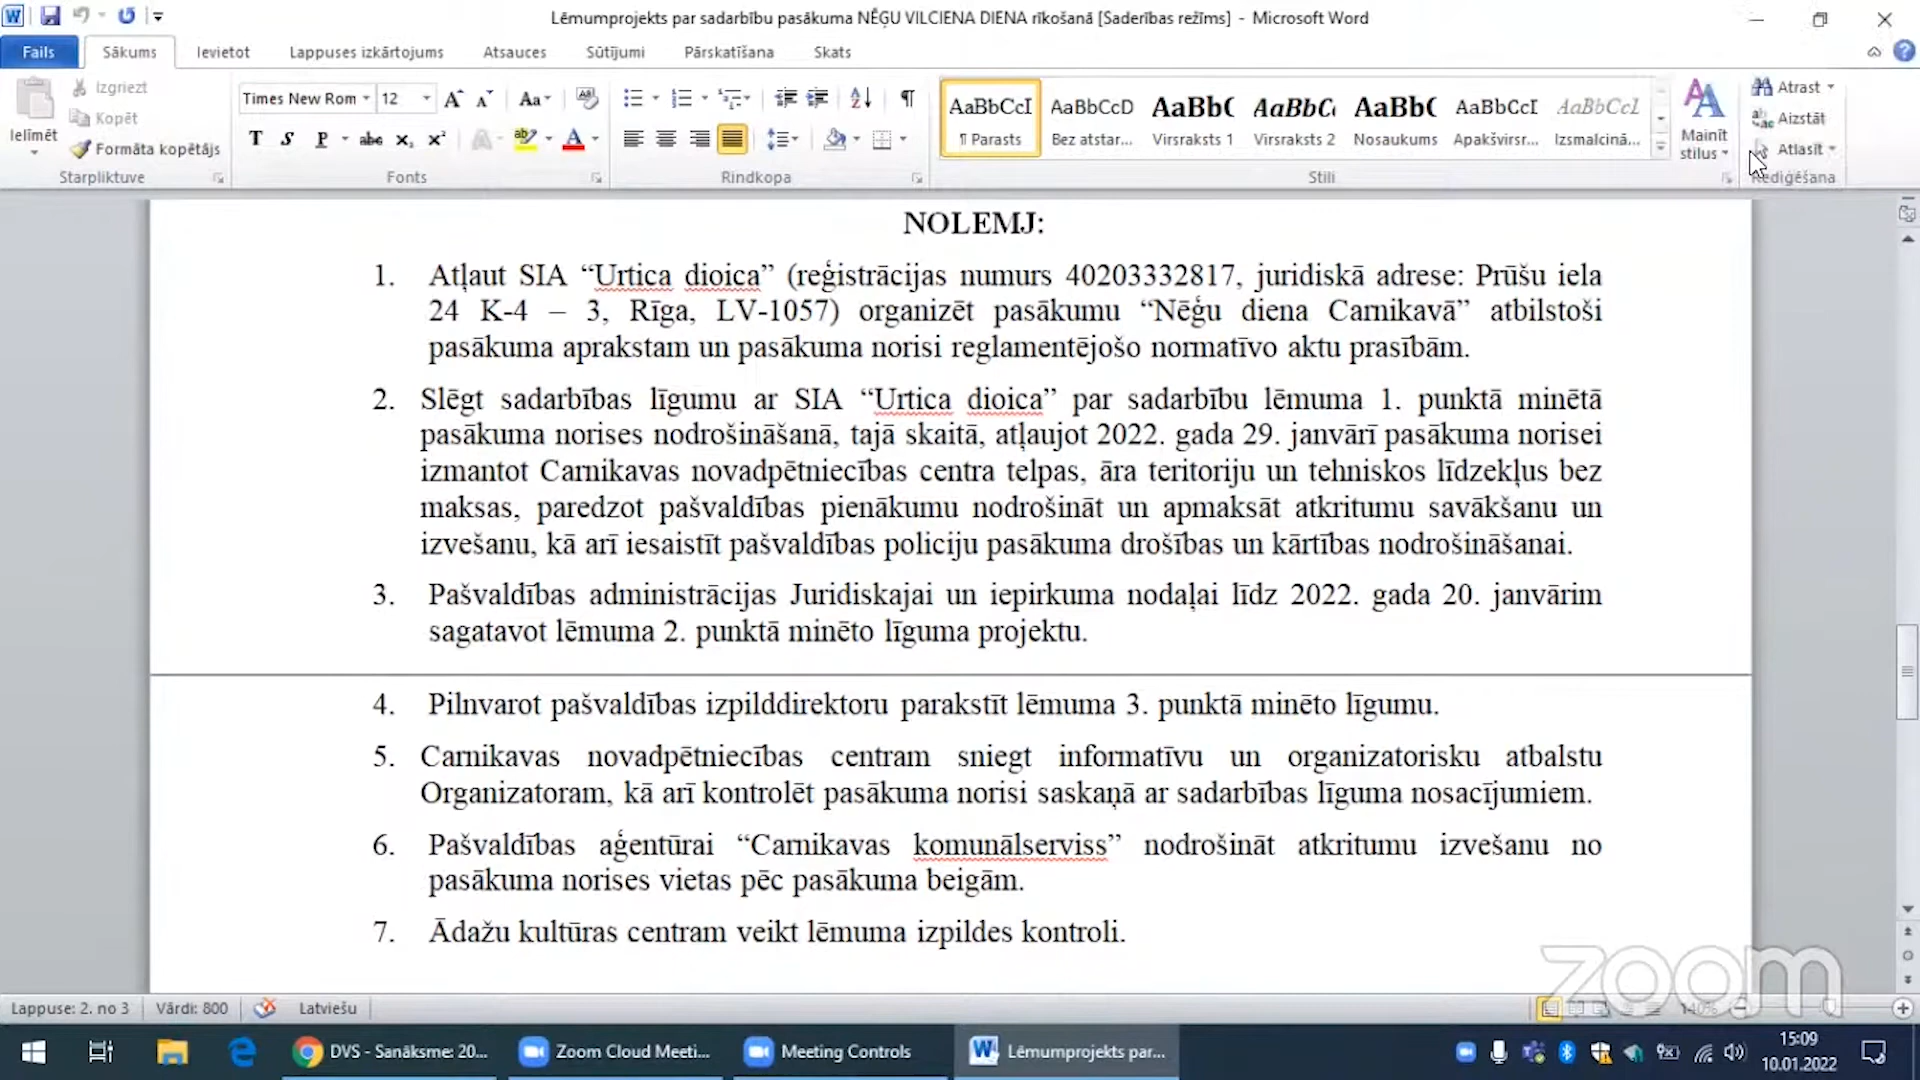 Lēmumprojekts par sadarbību pasākuma NĒĢU VILCIENA DIENA rīkošanā [Saderības režīms] - Microsoft Word
Fails Sākums Ievietot Lappuses izkārtojums Atsauces Sūtījumi Pārskatīšana Skats
Ielīmēt
Izgriezt
Kopēt
Formāta kopētājs
Starpliktuve
Times New Rom 12
Fonts
Rindkopa
AaBbCcI AaBbCcD AaBb( AaBbC AaBb( AaBbCcI AaBbCcL
¶ Parasts Bez atstar... Virsraksts 1 Virsraksts 2 Nosaukums Apakšvirsr... Izsmalcinā...
Stili
Mainīt
stilus
Atrast
Aizstāt
Atlasīt
Rediģēšana
NOLEMJ:
1. Atļaut SIA “Urtica dioica” (reģistrācijas numurs 40203332817, juridiskā adrese: Prūšu iela
24 K-4 – 3, Rīga, LV-1057) organizēt pasākumu “Nēģu diena Carnikavā” atbilstoši
pasākuma aprakstam un pasākuma norisi reglamentējošo normatīvo aktu prasībām.
2. Slēgt sadarbības līgumu ar SIA “Urtica dioica” par sadarbību lēmuma 1. punktā minētā
pasākuma norises nodrošināšanā, tajā skaitā, atļaujot 2022. gada 29. janvārī pasākuma norisei
izmantot Carnikavas novadpētniecības centra telpas, āra teritoriju un tehniskos līdzekļus bez
maksas, paredzot pašvaldības pienākumu nodrošināt un apmaksāt atkritumu savākšanu un
izvešanu, kā arī iesaistīt pašvaldības policiju pasākuma drošības un kārtības nodrošināšanai.
3. Pašvaldības administrācijas Juridiskajai un iepirkuma nodaļai līdz 2022. gada 20. janvārim
sagatavot lēmuma 2. punktā minēto līguma projektu.
4. Pilnvarot pašvaldības izpilddirektoru parakstīt lēmuma 3. punktā minēto līgumu.
5. Carnikavas novadpētniecības centram sniegt informatīvu un organizatorisku atbalstu
Organizatoram, kā arī kontrolēt pasākuma norisi saskaņā ar sadarbības līguma nosacījumiem.
6. Pašvaldības aģentūrai “Carnikavas komunālserviss” nodrošināt atkritumu izvešanu no
pasākuma norises vietas pēc pasākuma beigām.
7. Ādažu kultūras centram veikt lēmuma izpildes kontroli.
zoom
Lappuse: 2. no 3 Vārdi: 800 Latviešu 140%
DVS - Sanāksme: 20... Zoom Cloud Meeti... Meeting Controls Lēmumprojekts par...
15:09
10.01.2022